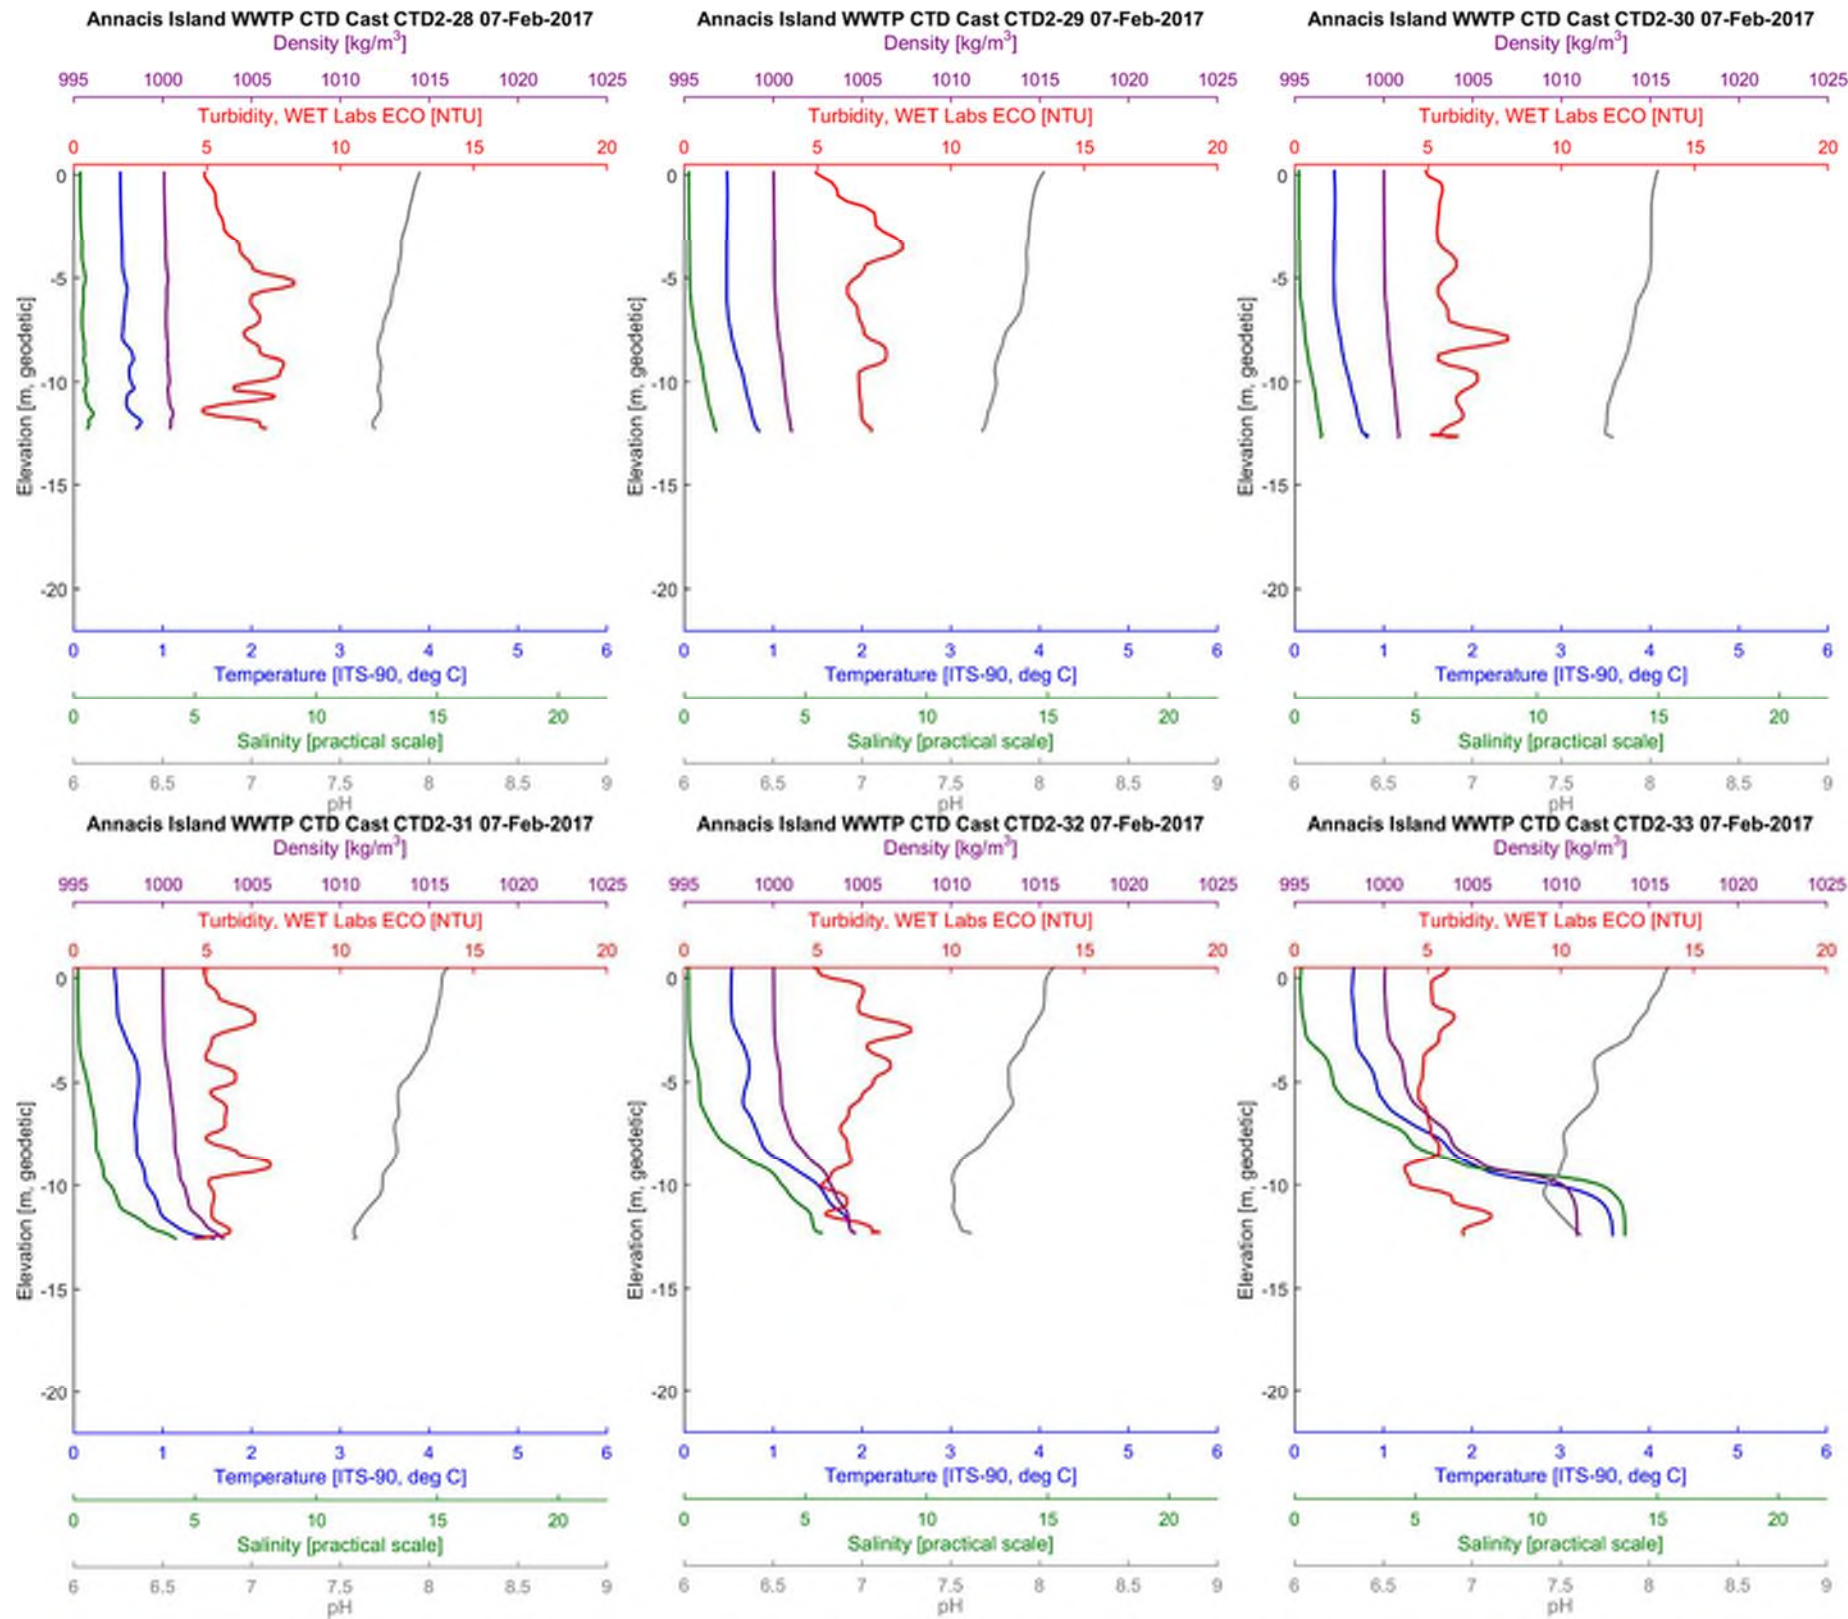 Annacis Island WWTP CTD Cast CTD2-28 07-Feb-2017
Density [kg/m³]
995 1000 1005 1010 1015 1020 1025
Turbidity, WET Labs ECO [NTU]
0 5 10 15 20
Elevation [m, geodetic]
0
-5
-10
-15
-20
0 1 2 3 4 5 6
Temperature [ITS-90, deg C]
0 5 10 15 20
Salinity [practical scale]
6 6.5 7 7.5 8 8.5 9
pH
Annacis Island WWTP CTD Cast CTD2-29 07-Feb-2017
Density [kg/m³]
995 1000 1005 1010 1015 1020 1025
Turbidity, WET Labs ECO [NTU]
0 5 10 15 20
Elevation [m, geodetic]
0
-5
-10
-15
-20
0 1 2 3 4 5 6
Temperature [ITS-90, deg C]
0 5 10 15 20
Salinity [practical scale]
6 6.5 7 7.5 8 8.5 9
pH
Annacis Island WWTP CTD Cast CTD2-30 07-Feb-2017
Density [kg/m³]
995 1000 1005 1010 1015 1020 1025
Turbidity, WET Labs ECO [NTU]
0 5 10 15 20
Elevation [m, geodetic]
0
-5
-10
-15
-20
0 1 2 3 4 5 6
Temperature [ITS-90, deg C]
0 5 10 15 20
Salinity [practical scale]
6 6.5 7 7.5 8 8.5 9
pH
Annacis Island WWTP CTD Cast CTD2-31 07-Feb-2017
Density [kg/m³]
995 1000 1005 1010 1015 1020 1025
Turbidity, WET Labs ECO [NTU]
0 5 10 15 20
Elevation [m, geodetic]
0
-5
-10
-15
-20
0 1 2 3 4 5 6
Temperature [ITS-90, deg C]
0 5 10 15 20
Salinity [practical scale]
6 6.5 7 7.5 8 8.5 9
pH
Annacis Island WWTP CTD Cast CTD2-32 07-Feb-2017
Density [kg/m³]
995 1000 1005 1010 1015 1020 1025
Turbidity, WET Labs ECO [NTU]
0 5 10 15 20
Elevation [m, geodetic]
0
-5
-10
-15
-20
0 1 2 3 4 5 6
Temperature [ITS-90, deg C]
0 5 10 15 20
Salinity [practical scale]
6 6.5 7 7.5 8 8.5 9
pH
Annacis Island WWTP CTD Cast CTD2-33 07-Feb-2017
Density [kg/m³]
995 1000 1005 1010 1015 1020 1025
Turbidity, WET Labs ECO [NTU]
0 5 10 15 20
Elevation [m, geodetic]
0
-5
-10
-15
-20
0 1 2 3 4 5 6
Temperature [ITS-90, deg C]
0 5 10 15 20
Salinity [practical scale]
6 6.5 7 7.5 8 8.5 9
pH